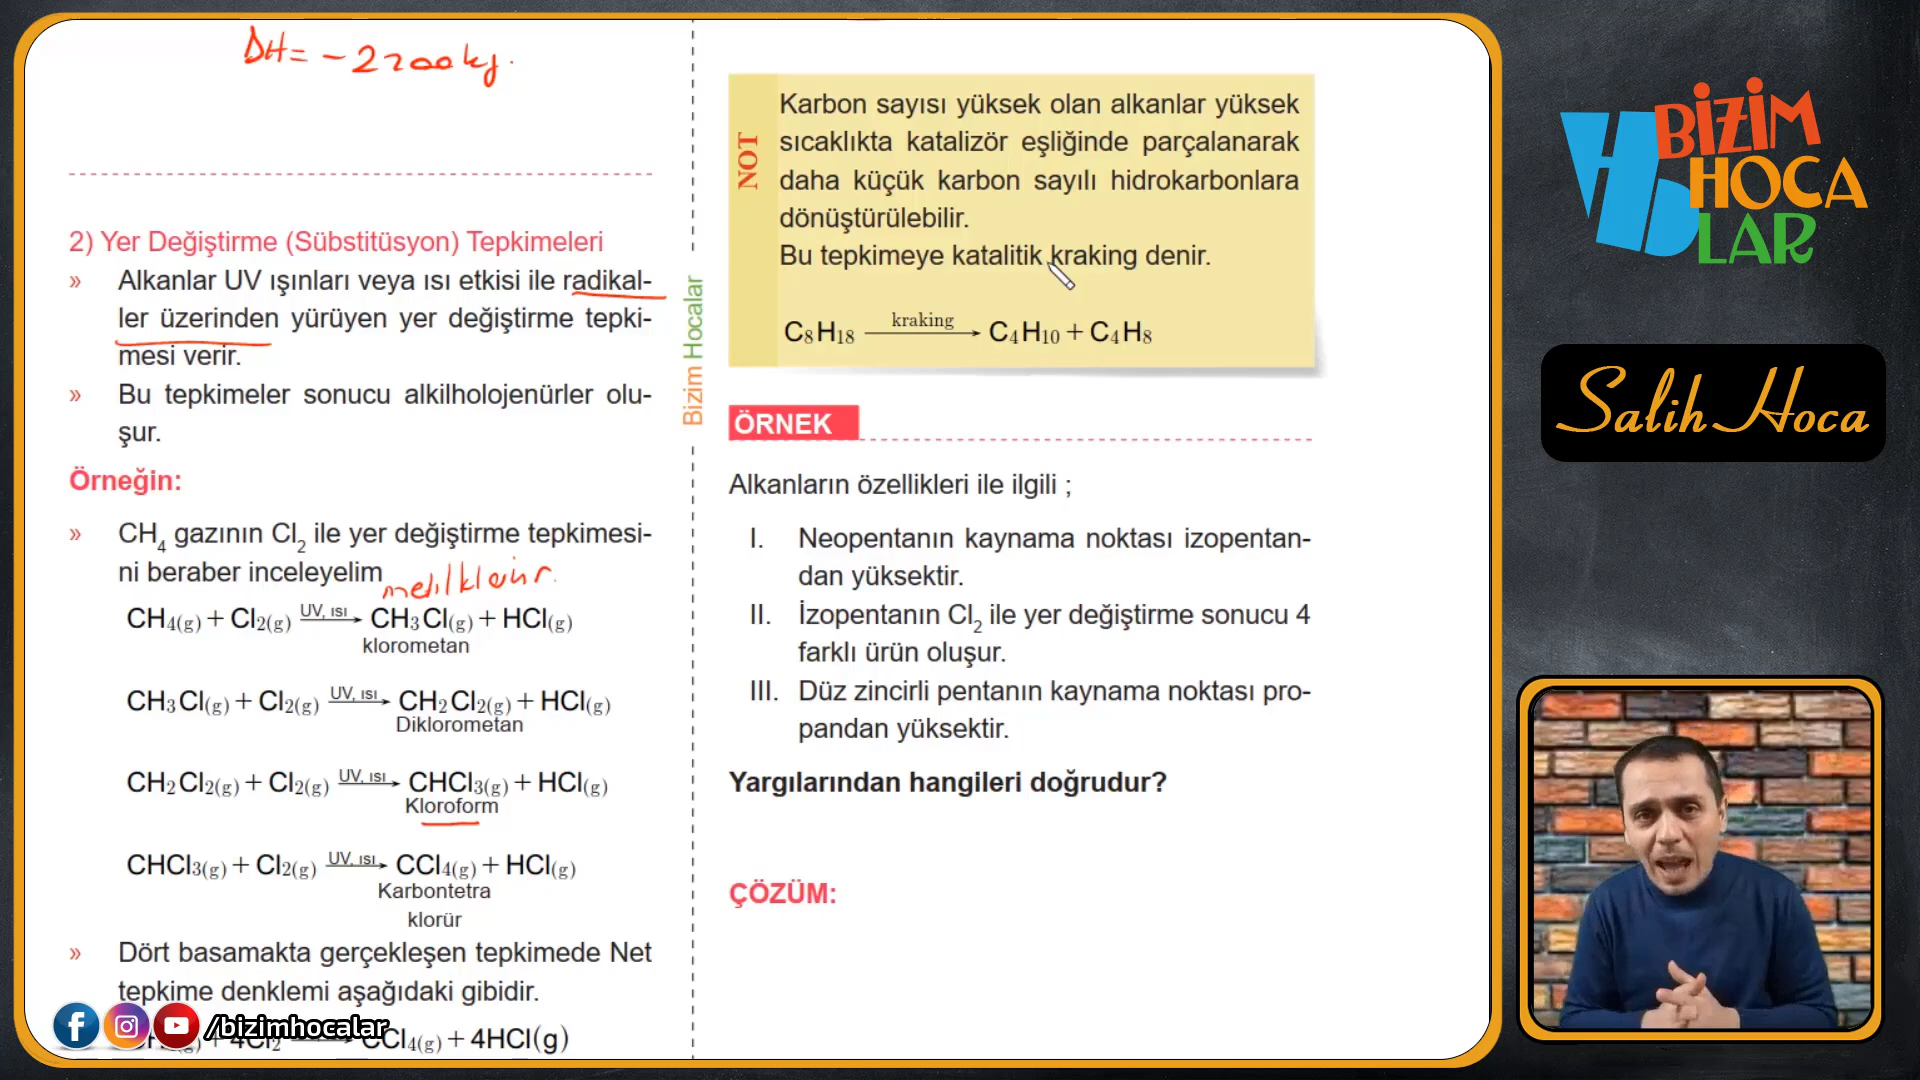 ΔH = -2200 kj.
2) Yer Değiştirme (Sübstitüsyon) Tepkimeleri
» Alkanlar UV ışınları veya ısı etkisi ile radikal-
ler üzerinden yürüyen yer değiştirme tepki-
mesi verir.
» Bu tepkimeler sonucu alkilholojenürler olu-
şur.
Örneğin:
» CH4 gazının Cl2 ile yer değiştirme tepkimesi-
ni beraber inceleyelim
metilklorür
CH4(g) + Cl2(g) UV, ısı → CH3Cl(g) + HCl(g)
klorometan
CH3Cl(g) + Cl2(g) UV, ısı → CH2Cl2(g) + HCl(g)
Diklorometan
CH2Cl2(g) + Cl2(g) UV, ısı → CHCl3(g) + HCl(g)
Kloroform
CHCl3(g) + Cl2(g) UV, ısı → CCl4(g) + HCl(g)
Karbontetra
klorür
» Dört basamakta gerçekleşen tepkimede Net
tepkime denklemi aşağıdaki gibidir.
+ 4Cl2 → CCl4(g) + 4HCl(g)
/bizimhocalar
Bizim Hocalar
NOT
Karbon sayısı yüksek olan alkanlar yüksek
sıcaklıkta katalizör eşliğinde parçalanarak
daha küçük karbon sayılı hidrokarbonlara
dönüştürülebilir.
Bu tepkimeye katalitik kraking denir.
C8H18 kraking → C4H10 + C4H8
ÖRNEK
Alkanların özellikleri ile ilgili ;
I. Neopentanın kaynama noktası izopentan-
dan yüksektir.
II. İzopentanın Cl2 ile yer değiştirme sonucu 4
farklı ürün oluşur.
III. Düz zincirli pentanın kaynama noktası pro-
pandan yüksektir.
Yargılarından hangileri doğrudur?
ÇÖZÜM:
BİZİM
HOCA
LAR
Salih Hoca